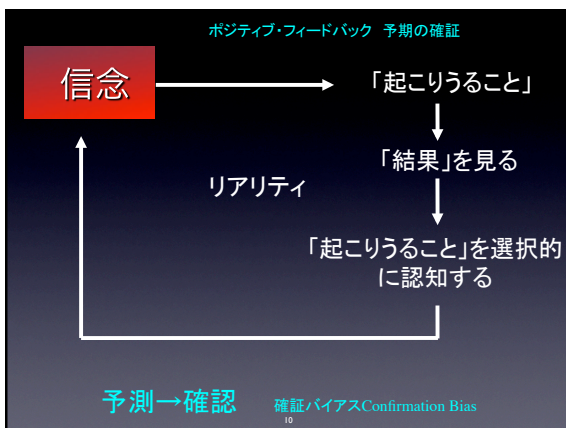 ポジティブ・フィードバック 予期の確証
信念
「起こりうること」
「結果」を見る
リアリティ
「起こりうること」を選択的
に認知する
予測→確認
確証バイアスConfirmation Bias
10